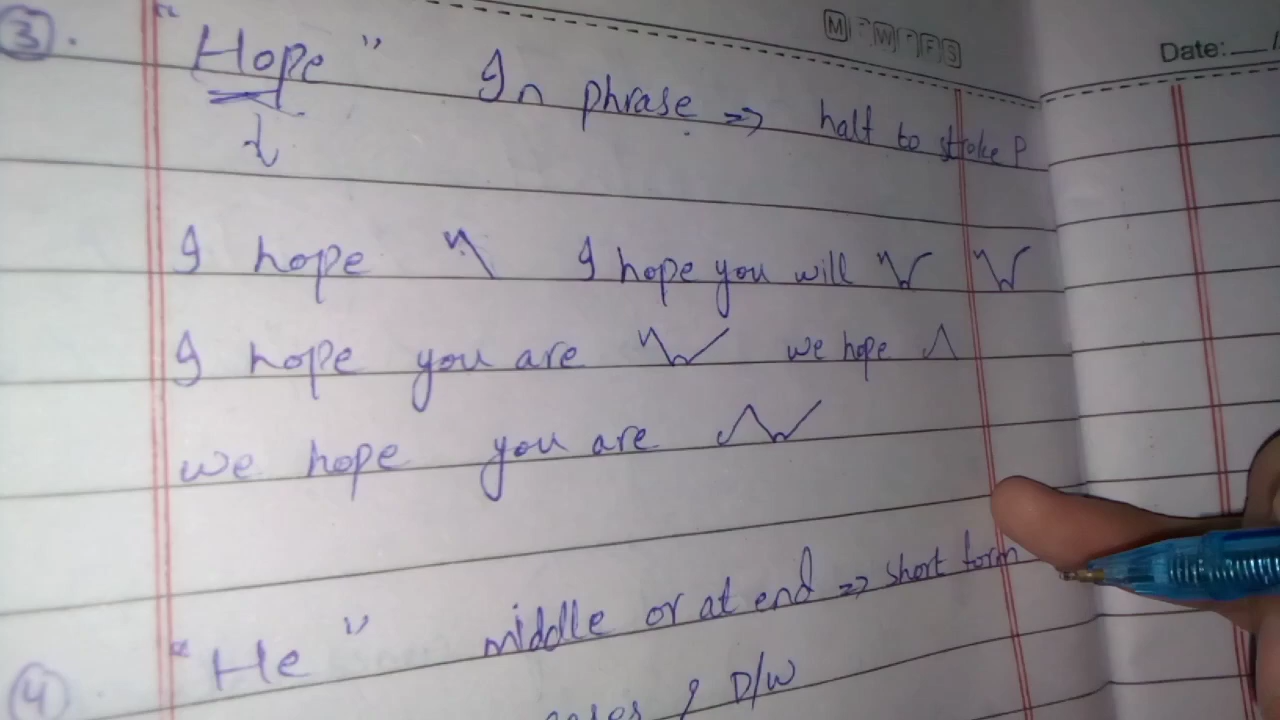 M W F S
Date:
3. "Hope" In phrase => half to stroke P
I hope I hope you will
I hope you are we hope
we hope you are
4 "He" middle or at end => short form
D/W